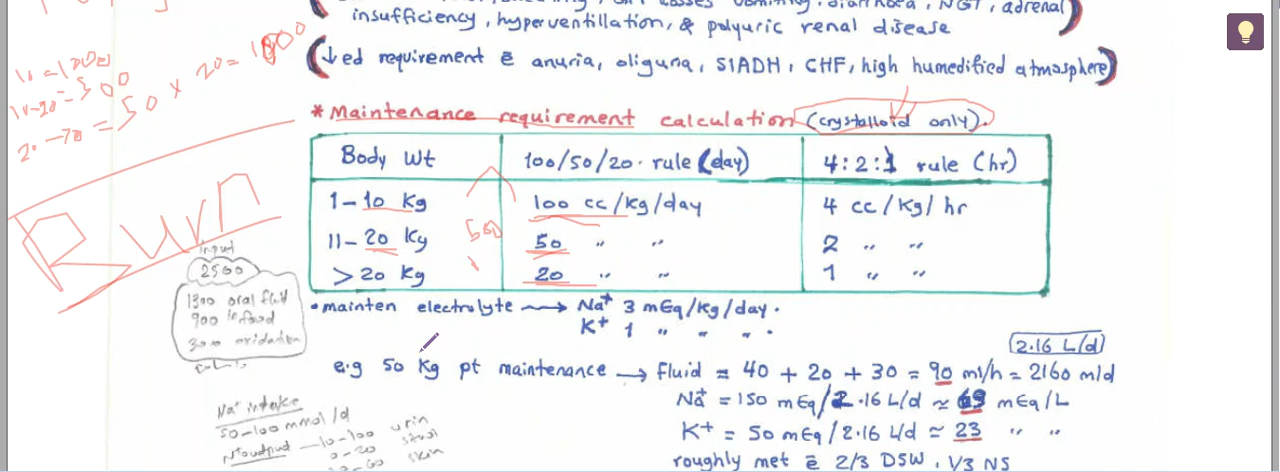 insufficiency, hyperventillation, & polyuric renal disease
(↓ed requirement ē anuria, oliguria, SIADH, CHF, high humedified atmosphere)
* Maintenance requirement calculation (crystalloid only).
Body Wt 100/50/20 rule (day) 4:2:1 rule (hr)
1-10 Kg 100 cc/kg/day 4 cc/Kg/hr
11-20 Kg 50 " " 2 " "
>20 Kg 20 " " 1 " "
500
50 x 20 = 1000
Burn
input
2500
1300 oral fluid
900 food
300 oxidation
• mainten electrolyte → Na+ 3 mEq/Kg/day.
K+ 1 " " " .
e.g 50 Kg pt maintenance → fluid = 40 + 20 + 30 = 90 ml/h = 2160 ml/d
2.16 L/d
Na+ = 150 mEq/2.16 L/d ≈ 69 mEq/L
K+ = 50 mEq/2.16 L/d ≈ 23 " "
roughly met ē 2/3 D5W, 1/3 NS
Na+ intake
50-100 mmol/d
10-100 urin
0-20 stool
skin